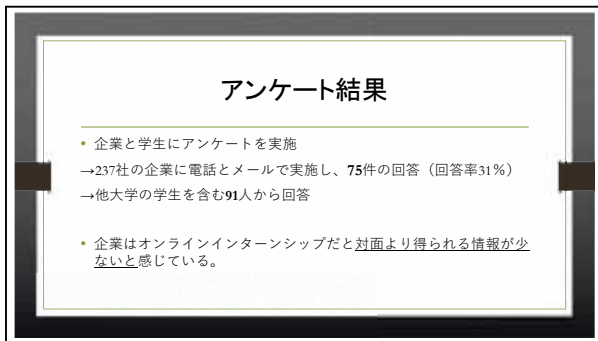 アンケート結果
• 企業と学生にアンケートを実施
→237社の企業に電話とメールで実施し、75件の回答（回答率31％）
→他大学の学生を含む91人から回答
• 企業はオンラインインターンシップだと対面より得られる情報が少
ないと感じている。